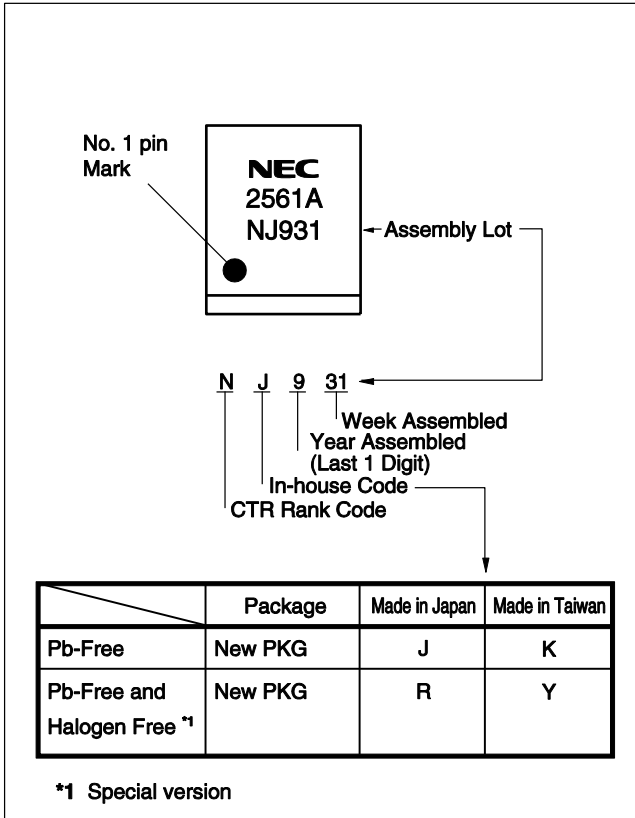 No. 1 pin
Mark
NEC
2561A
NJ931
Assembly Lot
N J 9 31
Week Assembled
Year Assembled
(Last 1 Digit)
In-house Code
CTR Rank Code
Package Made in Japan Made in Taiwan
Pb-Free New PKG J K
Pb-Free and New PKG R Y
Halogen Free *1
*1 Special version